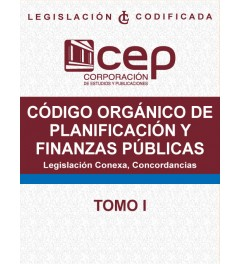 LEGISLACIÓN CODIFICADA
cep
CORPORACIÓN
DE ESTUDIOS Y PUBLICACIONES
CÓDIGO ORGÁNICO DE
PLANIFICACIÓN Y
FINANZAS PÚBLICAS
Legislación Conexa, Concordancias
TOMO I